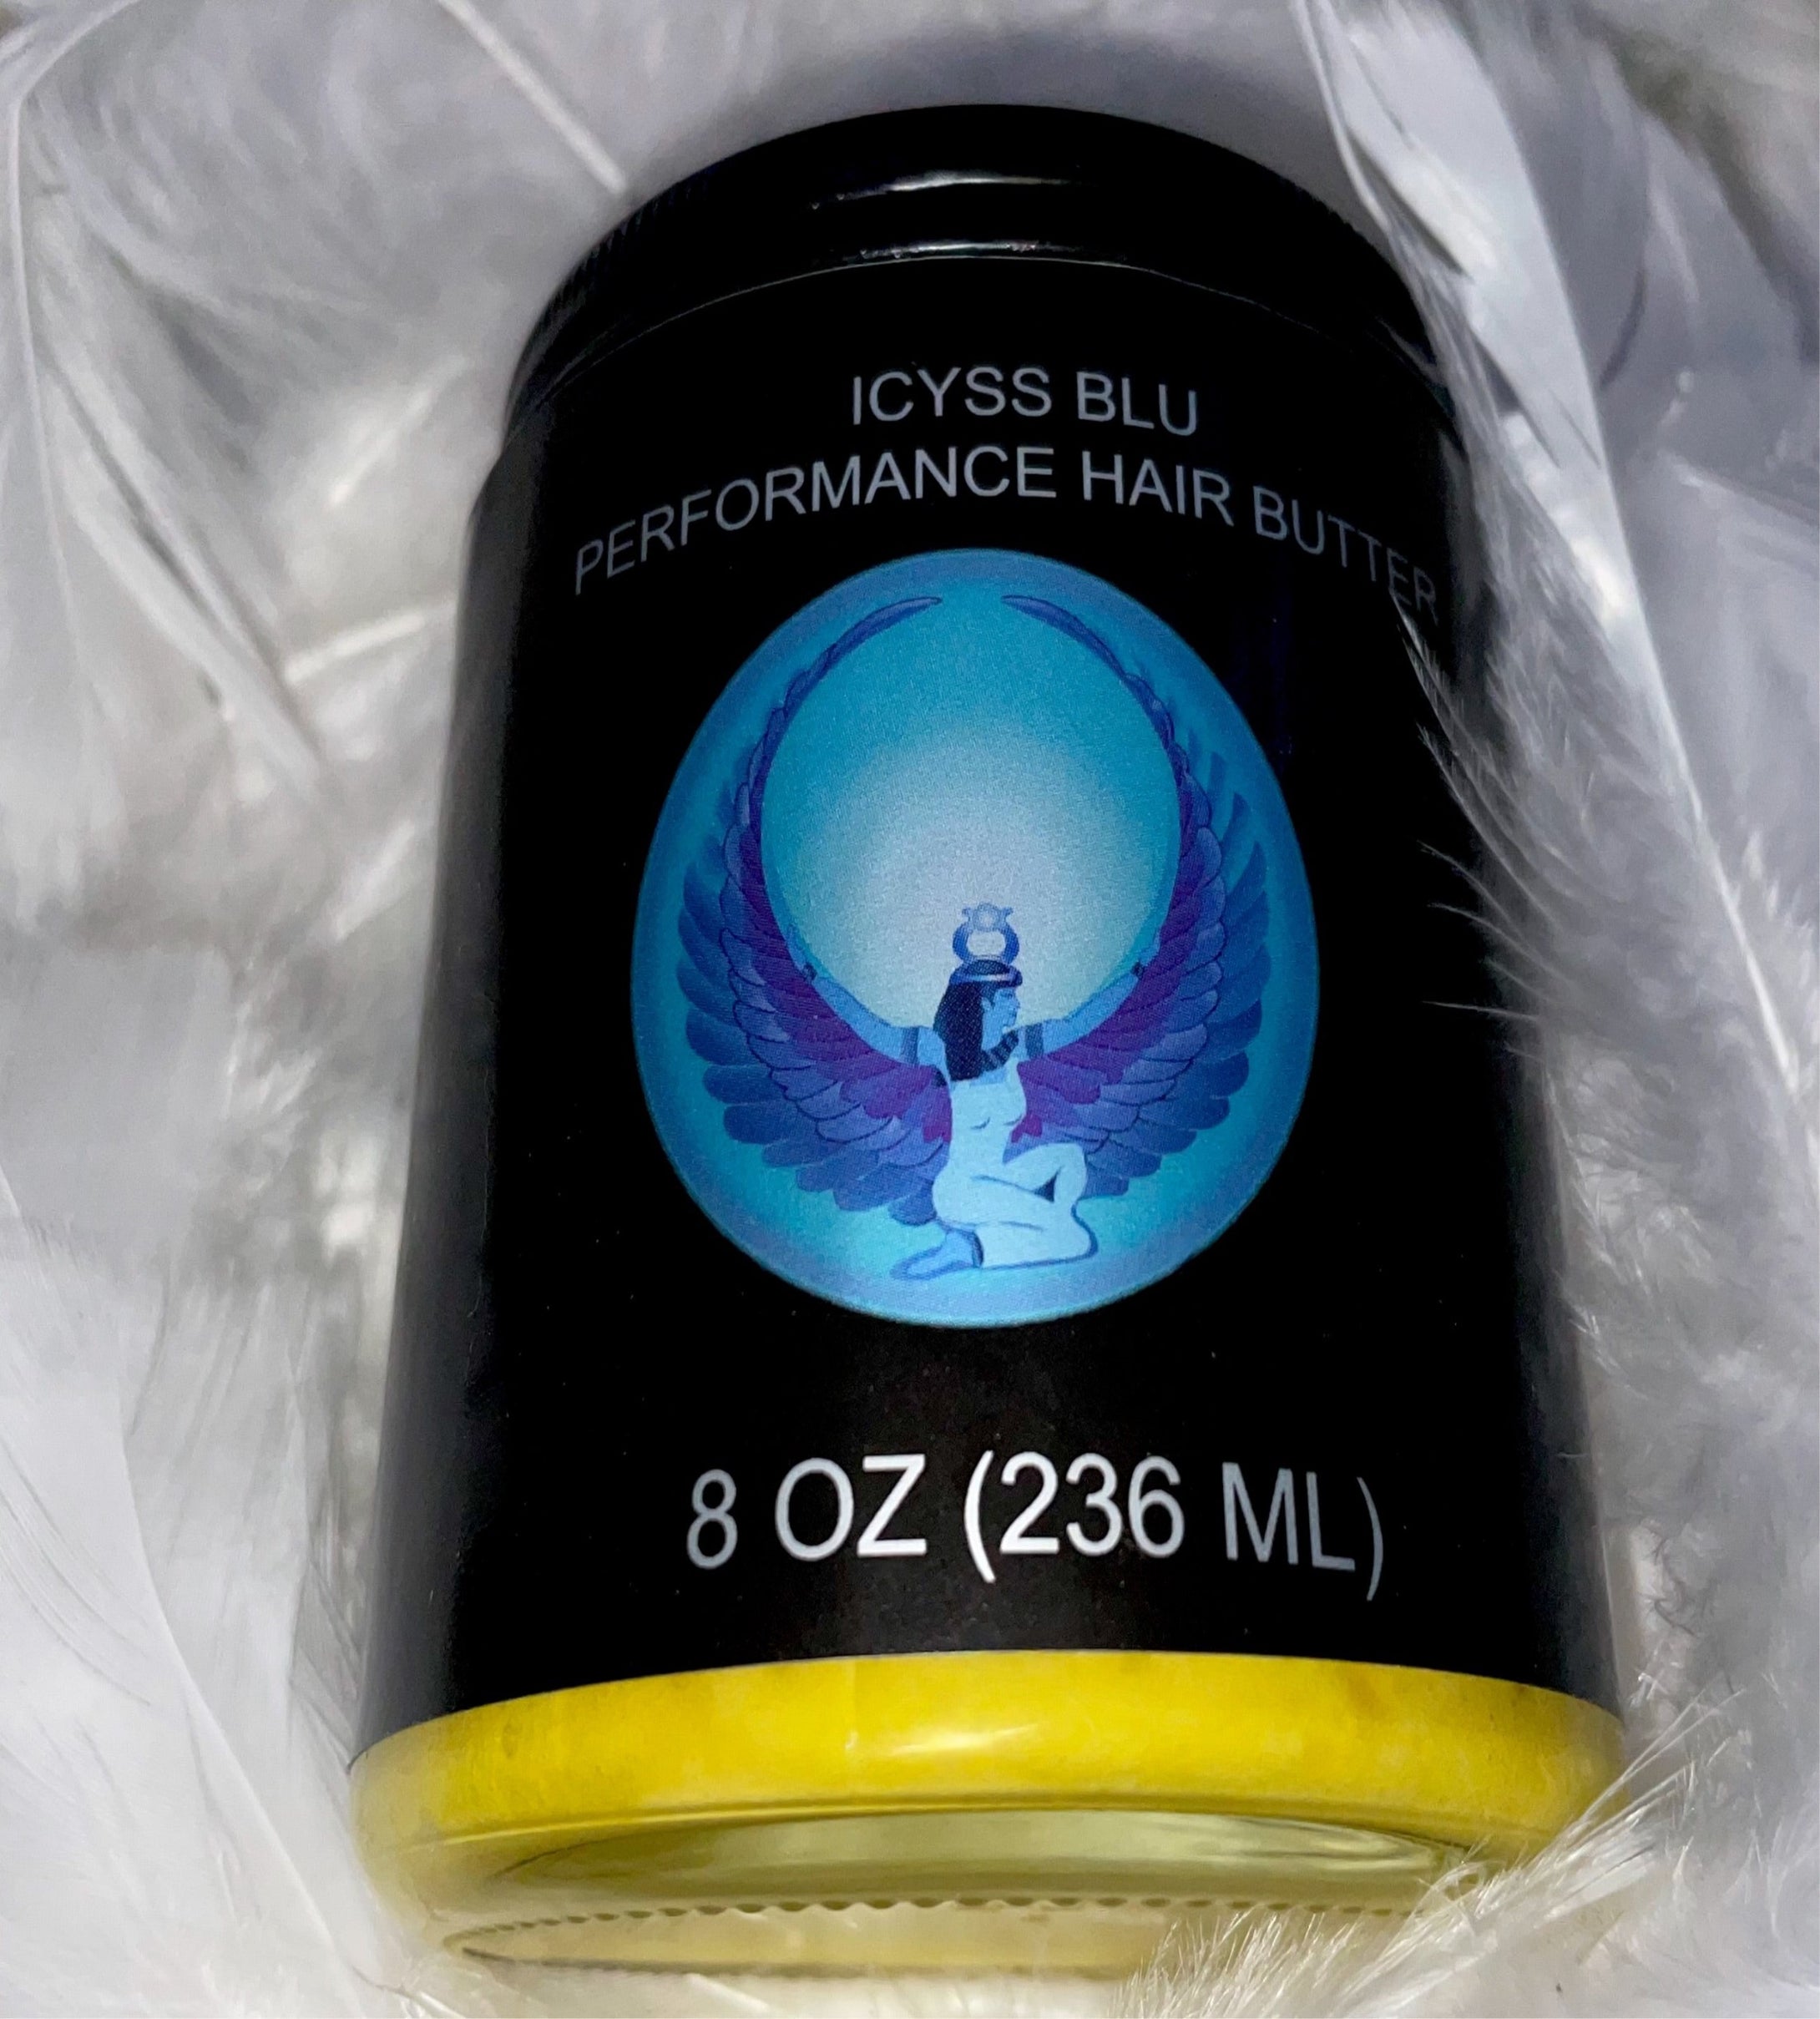 ICYSS BLU
PERFORMANCE HAIR BUTTER
8 OZ (236 ML)